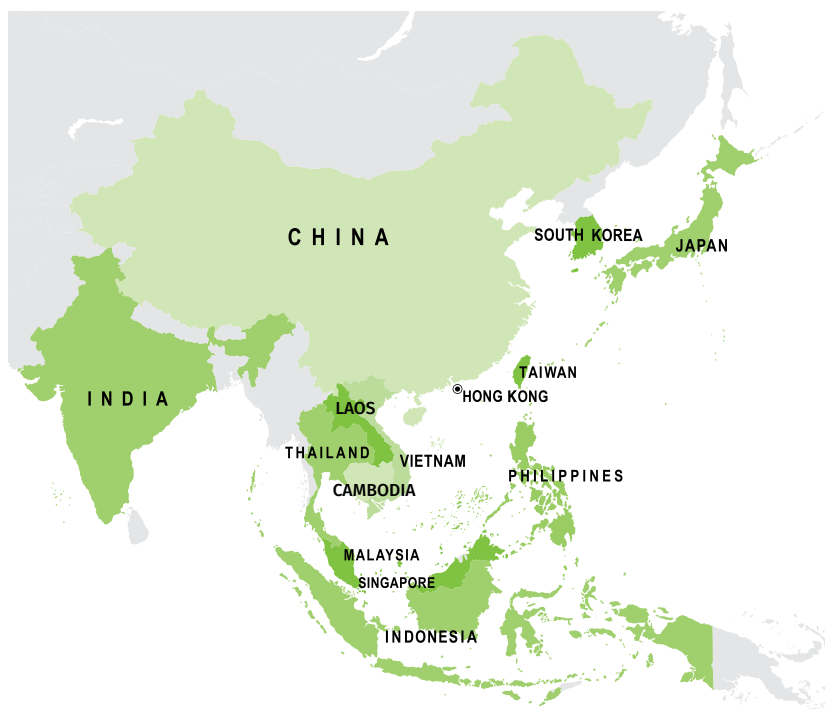 CHINA
SOUTH KOREA
JAPAN
TAIWAN
INDIA
HONG KONG
LAOS
THAILAND
VIETNAM
PHILIPPINES
CAMBODIA
MALAYSIA
SINGAPORE
INDONESIA